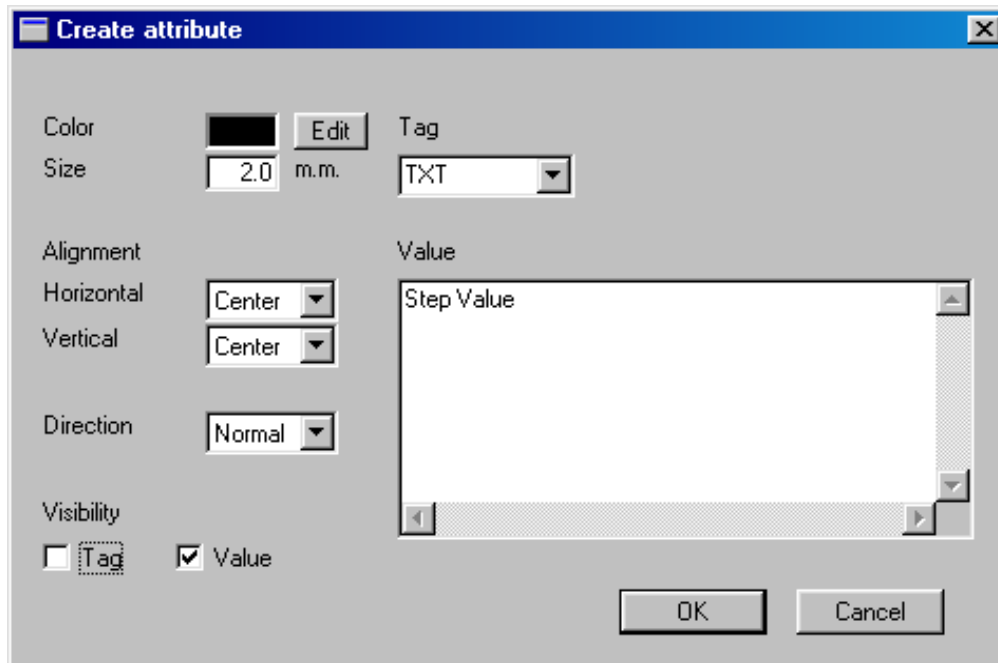 Create attribute
Color Edit Tag
Size 2.0 m.m. TXT
Alignment Value
Horizontal Center Step Value
Vertical Center
Direction Normal
Visibility
Tag Value
OK Cancel